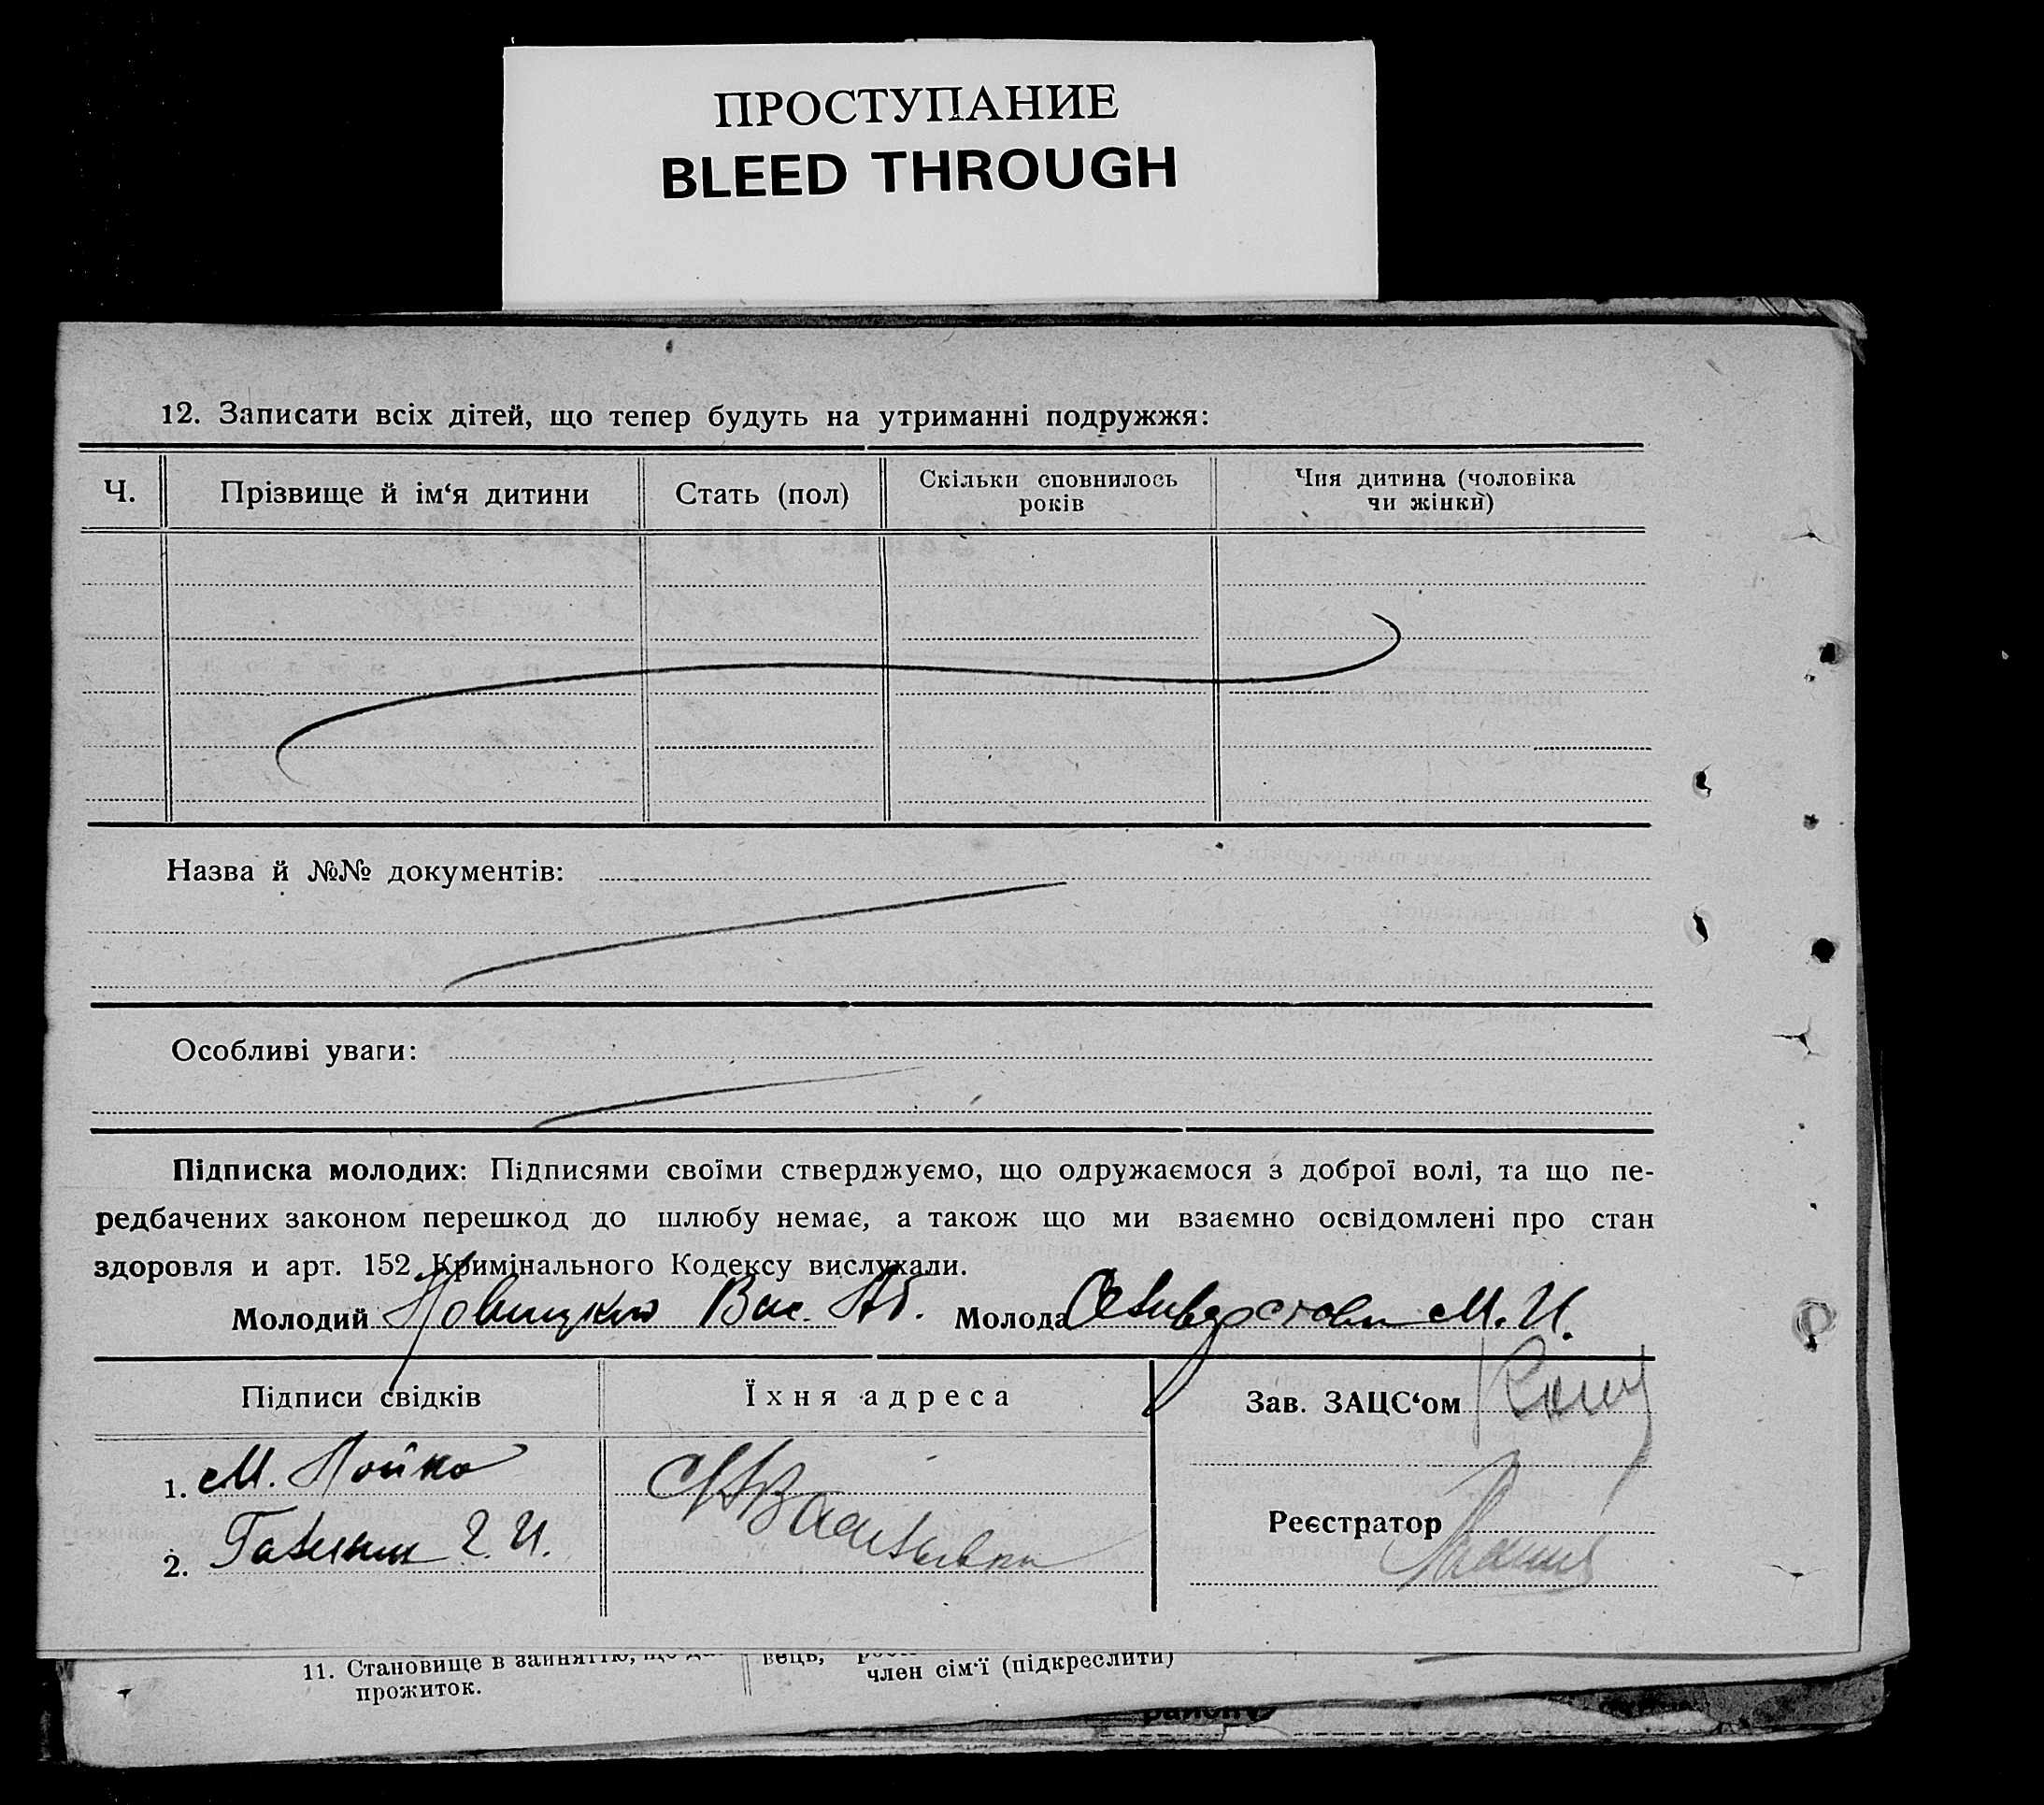 ПРОСТУПАНИЕ
BLEED THROUGH
12. Записати всіх дітей, що тепер будуть на утриманні подружжя:
Ч. Прізвище й ім‘я дитини Стать (пол) Скільки сповнилось років Чия дитина (чоловіка чи жінки)
Назва й №№ документів:
Особливі уваги:
Підписка молодих: Підписями своїми стверджуємо, що одружаємося з доброї волі, та що пе-
редбачених законом перешкод до шлюбу немає, а також що ми взаємно освідомлені про стан
здоровля и арт. 152 Кримінального Кодексу вислухали.
Молодий Вас. Молода М. И.
Підписи свідків Їхня адреса Зав. ЗАЦС‘ом
1. М.
2. И.
Реєстратор
11. Становище в занняттю, що
прожиток.
вець,
член сім‘ї (підкреслити)